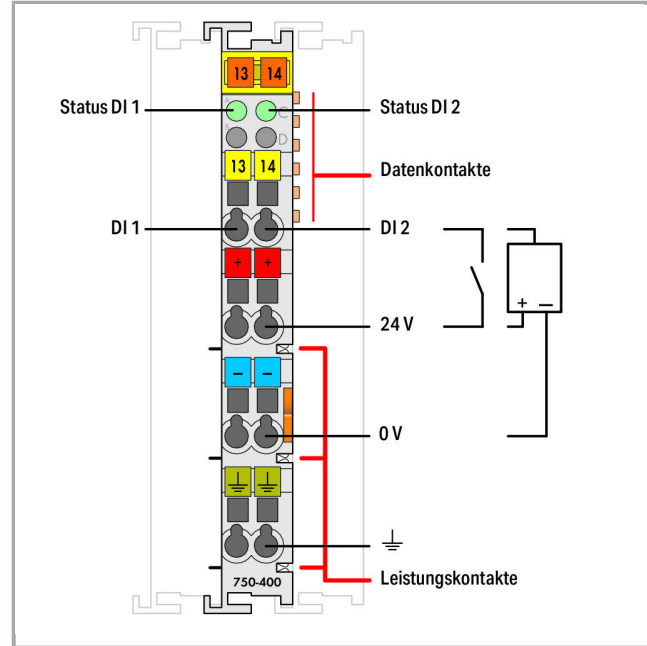 13 14
A
C
Status DI 1
Status DI 2
B
D
13 14
Datenkontakte
DI 1
DI 2
+ +
+ −
24 V
− −
0 V
Leistungskontakte
750-400